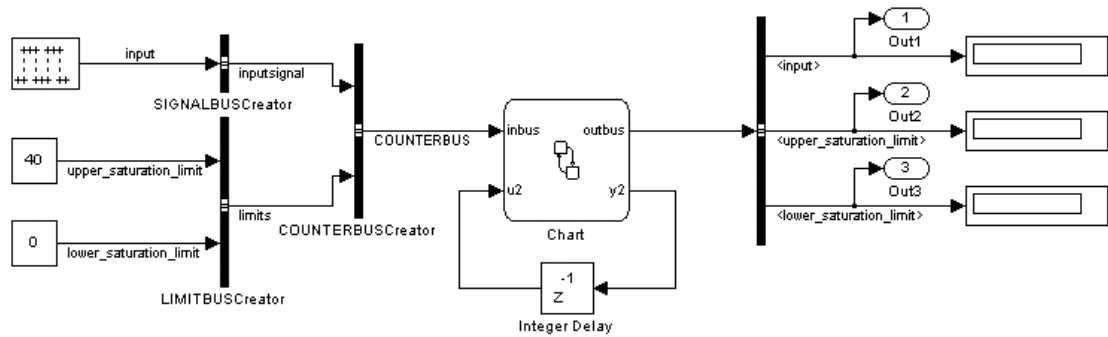 input
inputsignal
SIGNALBUSCreator
40
upper_saturation_limit
limits
0
lower_saturation_limit
LIMITBUSCreator
COUNTERBUS
COUNTERBUSCreator
inbus
outbus
u2
y2
Chart
-1
Z
Integer Delay
1
Out1
<input>
2
Out2
<upper_saturation_limit>
3
Out3
<lower_saturation_limit>